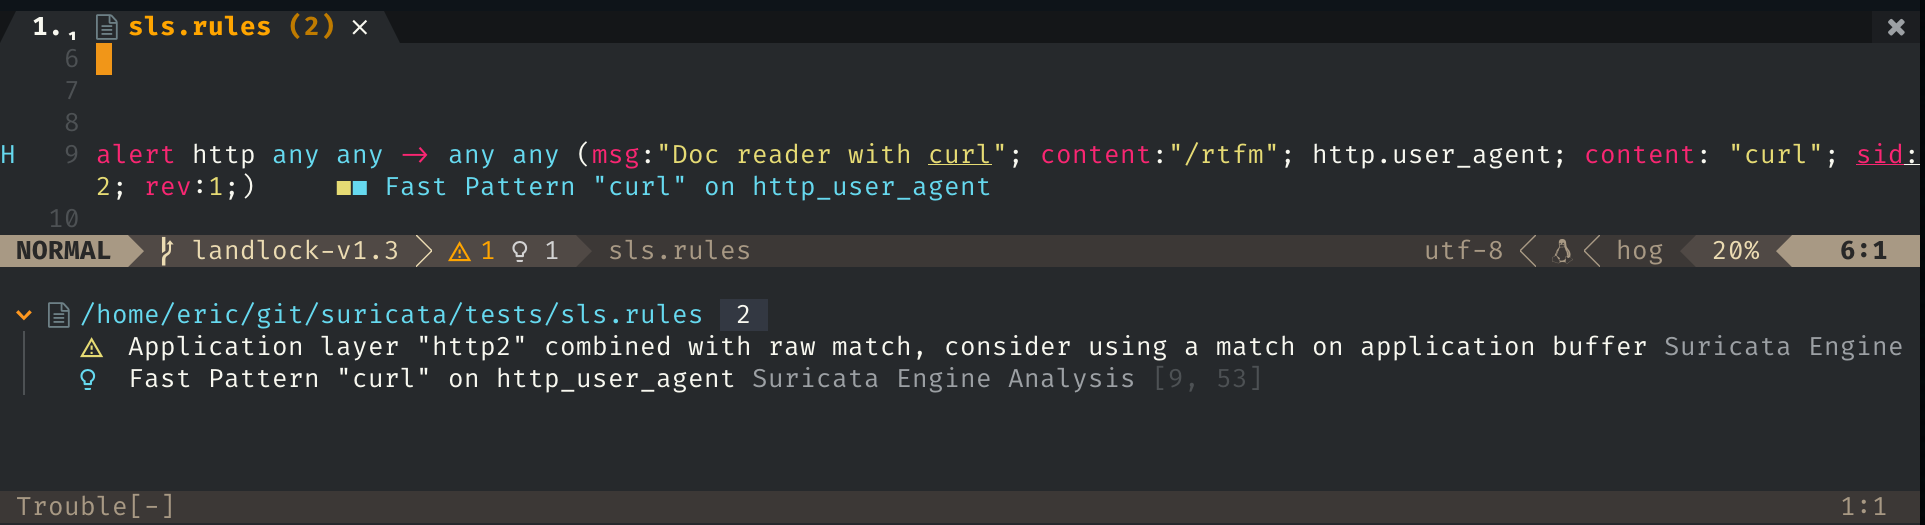 1. 1 sls.rules (2) ×
6
7
8
H 9 alert http any any -> any any (msg:"Doc reader with curl"; content:"/rtfm"; http.user_agent; content: "curl"; sid:
2; rev:1;) ■■ Fast Pattern "curl" on http_user_agent
10
NORMAL landlock-v1.3 1 1 sls.rules utf-8 hog 20% 6:1
/home/eric/git/suricata/tests/sls.rules 2
Application layer "http2" combined with raw match, consider using a match on application buffer Suricata Engine
Fast Pattern "curl" on http_user_agent Suricata Engine Analysis [9, 53]
Trouble[-] 1:1